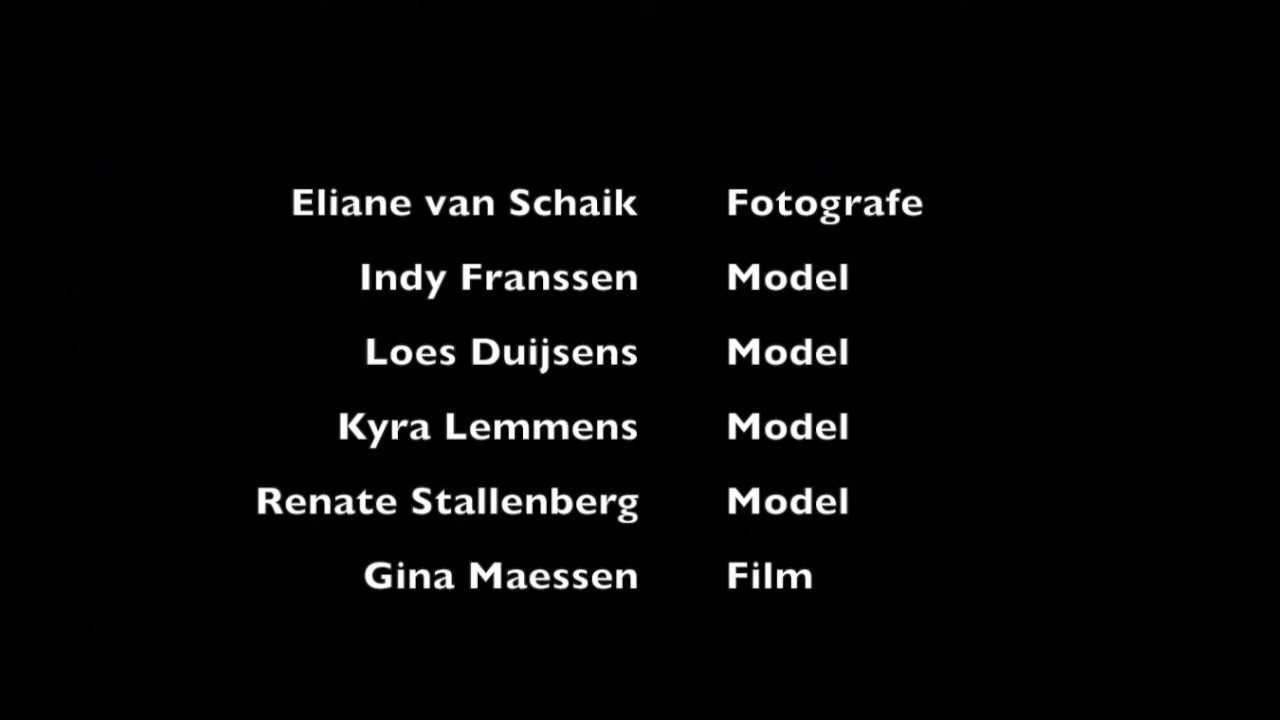 Eliane van Schaik Fotografe
Indy Franssen Model
Loes Duijsens Model
Kyra Lemmens Model
Renate Stallenberg Model
Gina Maessen Film